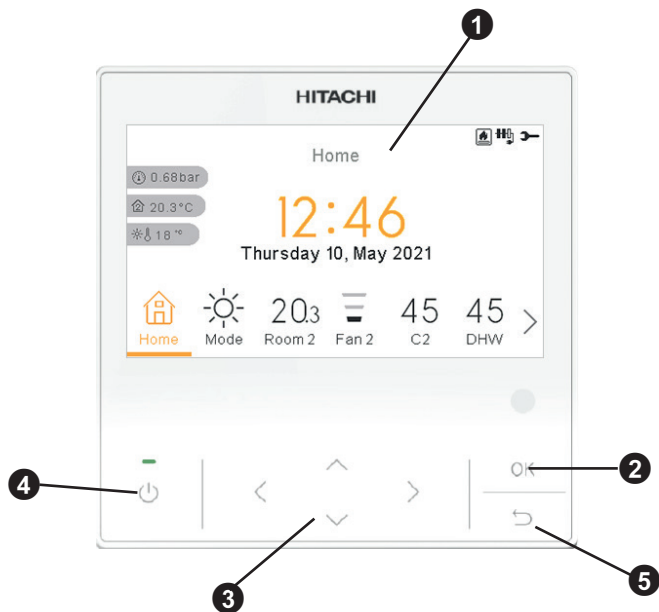 1
HITACHI
Home
0.68bar
20.3°C
18 °C
12:46
Thursday 10, May 2021
20.3 45 45
Home Mode Room 2 Fan 2 C2 DHW
OK
2
4
3
5